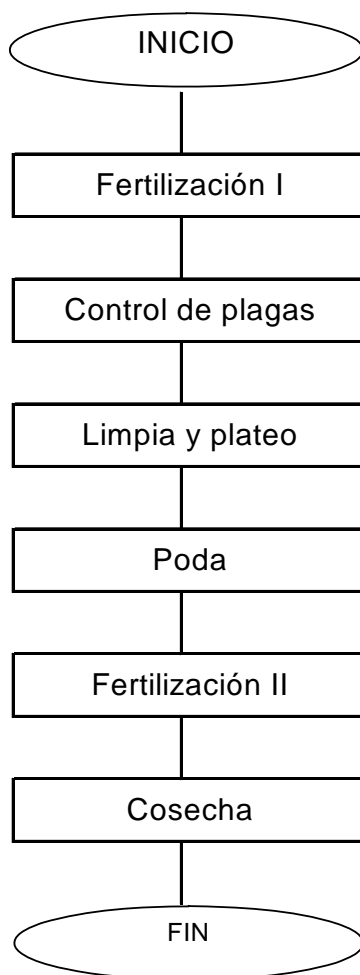 INICIO
Fertilización I
Control de plagas
Limpia y plateo
Poda
Fertilización II
Cosecha
FIN